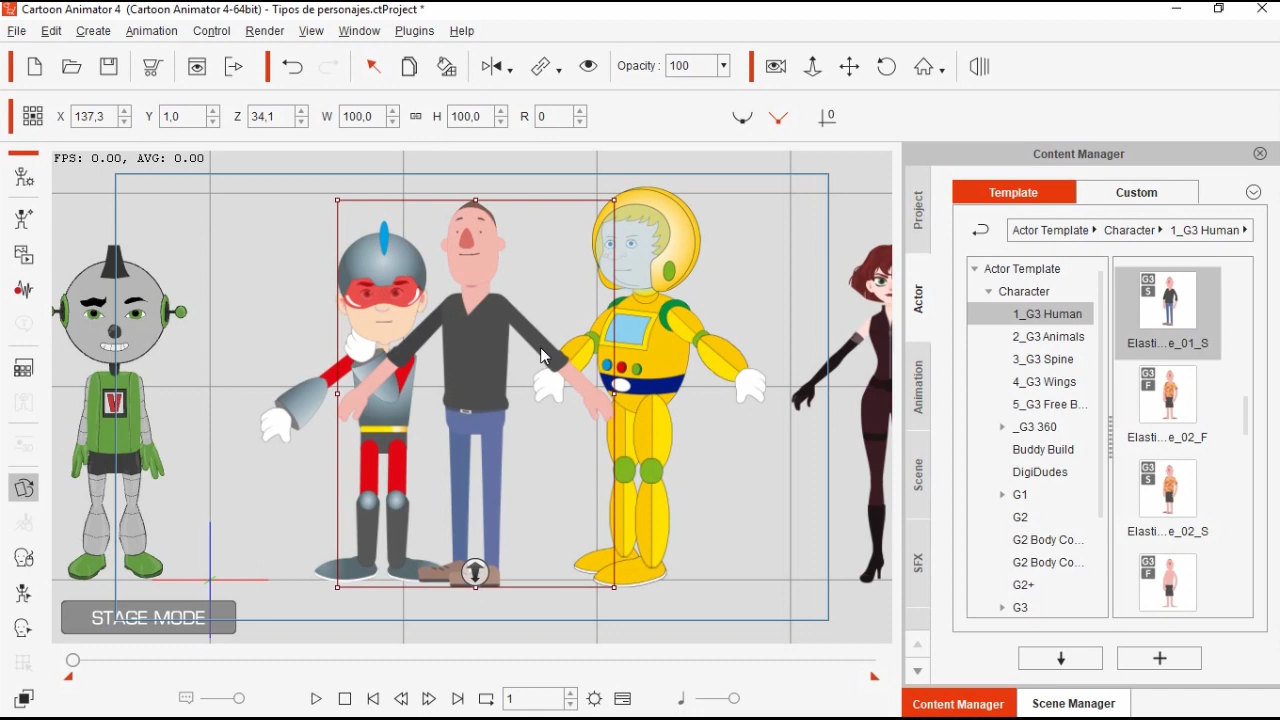 Cartoon Animator 4 (Cartoon Animator 4-64bit) - Tipos de personajes.ctProject *
File Edit Create Animation Control Render View Window Plugins Help
Opacity : 100
X 137,3 Y 1,0 Z 34,1 W 100,0 H 100,0 R 0
0
FPS: 0.00, AVG: 0.00
V
STAGE MODE
1
Content Manager
Project
Actor
Animation
Scene
SFX
Template Custom
Actor Template Character 1_G3 Human
Actor Template
Character
1_G3 Human
2_G3 Animals
3_G3 Spine
4_G3 Wings
5_G3 Free B...
_G3 360
Buddy Build
DigiDudes
G1
G2
G2 Body Co...
G2 Body Co...
G2+
G3
G3
S
Elasti...e_01_S
G3
F
Elasti...e_02_F
G3
S
Elasti...e_02_S
G3
F
Content Manager Scene Manager